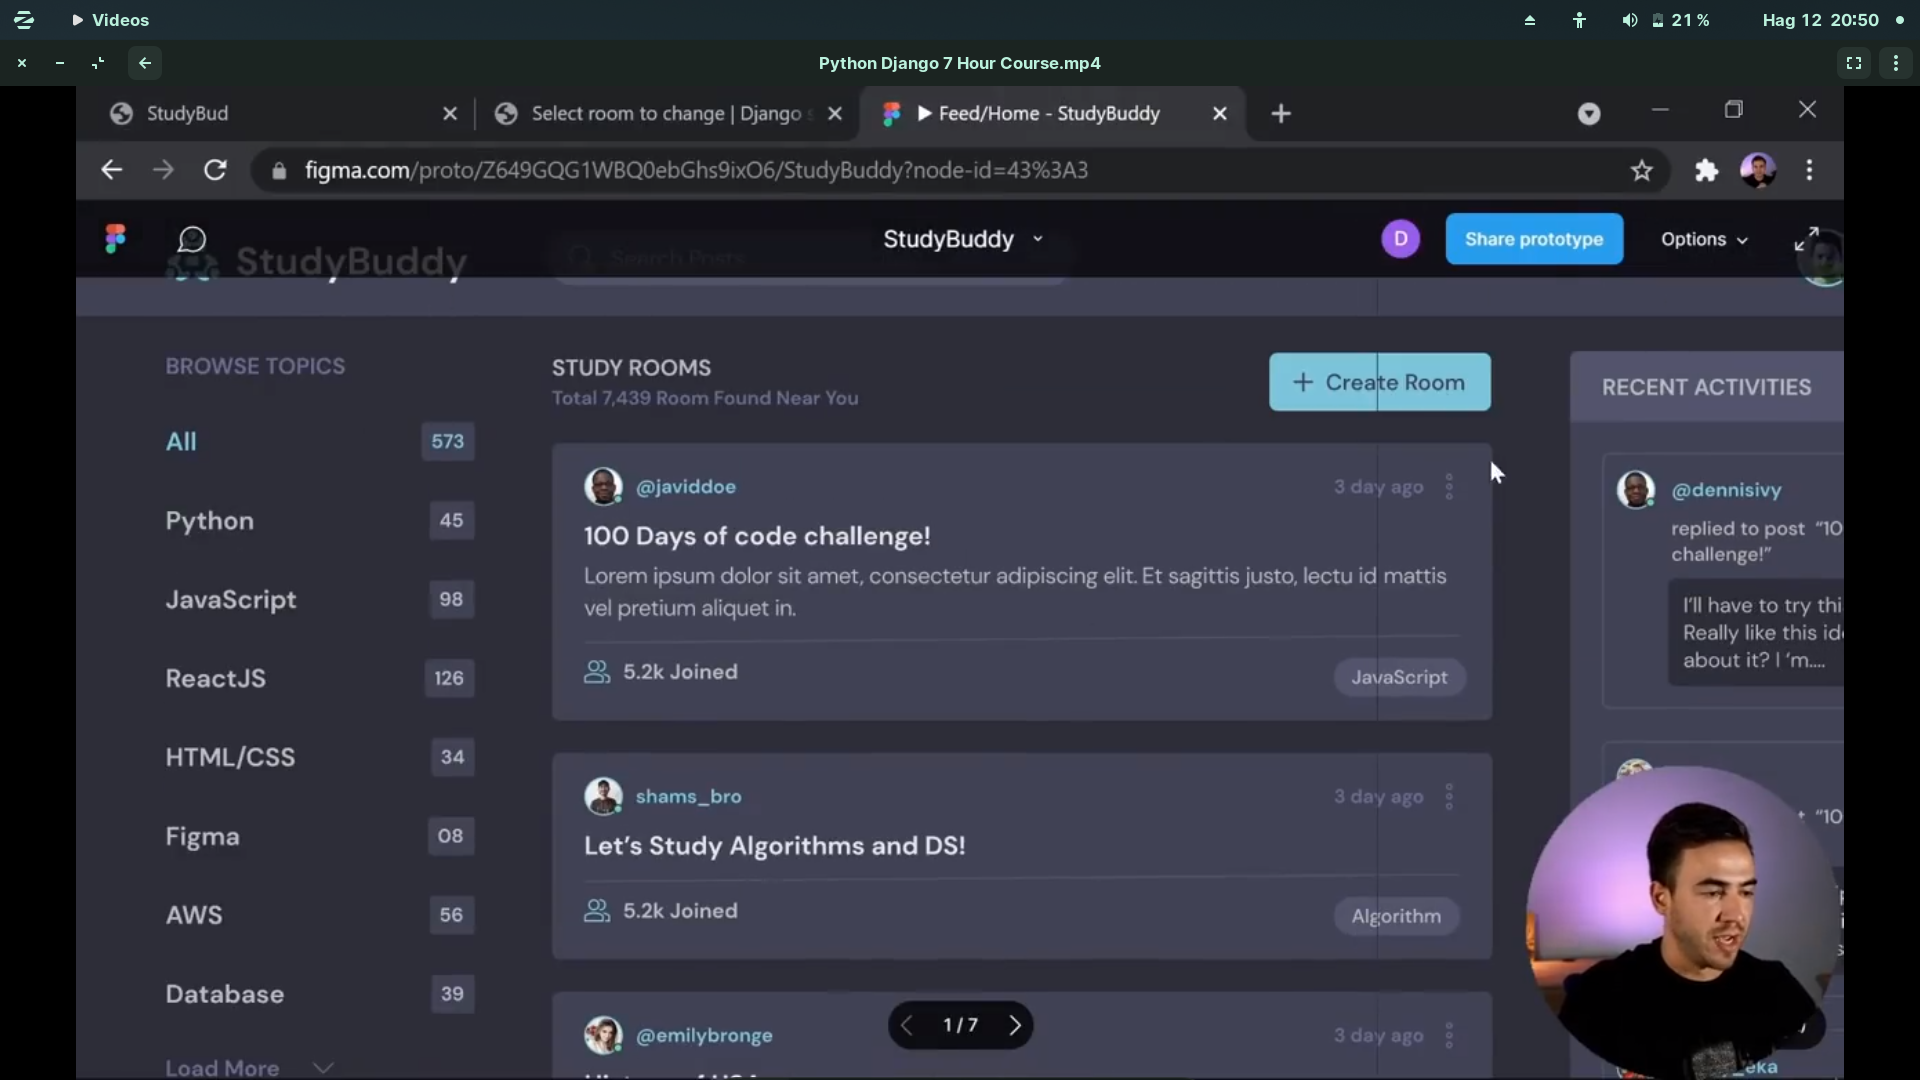 Videos
21 %
Hag 12 20:50
Python Django 7 Hour Course.mp4
StudyBud
Select room to change | Django s
Feed/Home - StudyBuddy
figma.com/proto/Z649GQG1WBQ0ebGhs9ixO6/StudyBuddy?node-id=43%3A3
StudyBuddy
D
Share prototype
Options
StudyBuddy
Search Posts
BROWSE TOPICS
All 573
Python 45
JavaScript 98
ReactJS 126
HTML/CSS 34
Figma 08
AWS 56
Database 39
Load More
STUDY ROOMS
Total 7,439 Room Found Near You
+ Create Room
@javiddoe
3 day ago
100 Days of code challenge!
Lorem ipsum dolor sit amet, consectetur adipiscing elit. Et sagittis justo, lectu id mattis
vel pretium aliquet in.
5.2k Joined
JavaScript
shams_bro
3 day ago
Let's Study Algorithms and DS!
5.2k Joined
Algorithm
@emilybronge
3 day ago
1 / 7
RECENT ACTIVITIES
@dennisivy
replied to post “10
challenge!”
I'll have to try thi
Really like this id
about it? I 'm....
“10
_eka